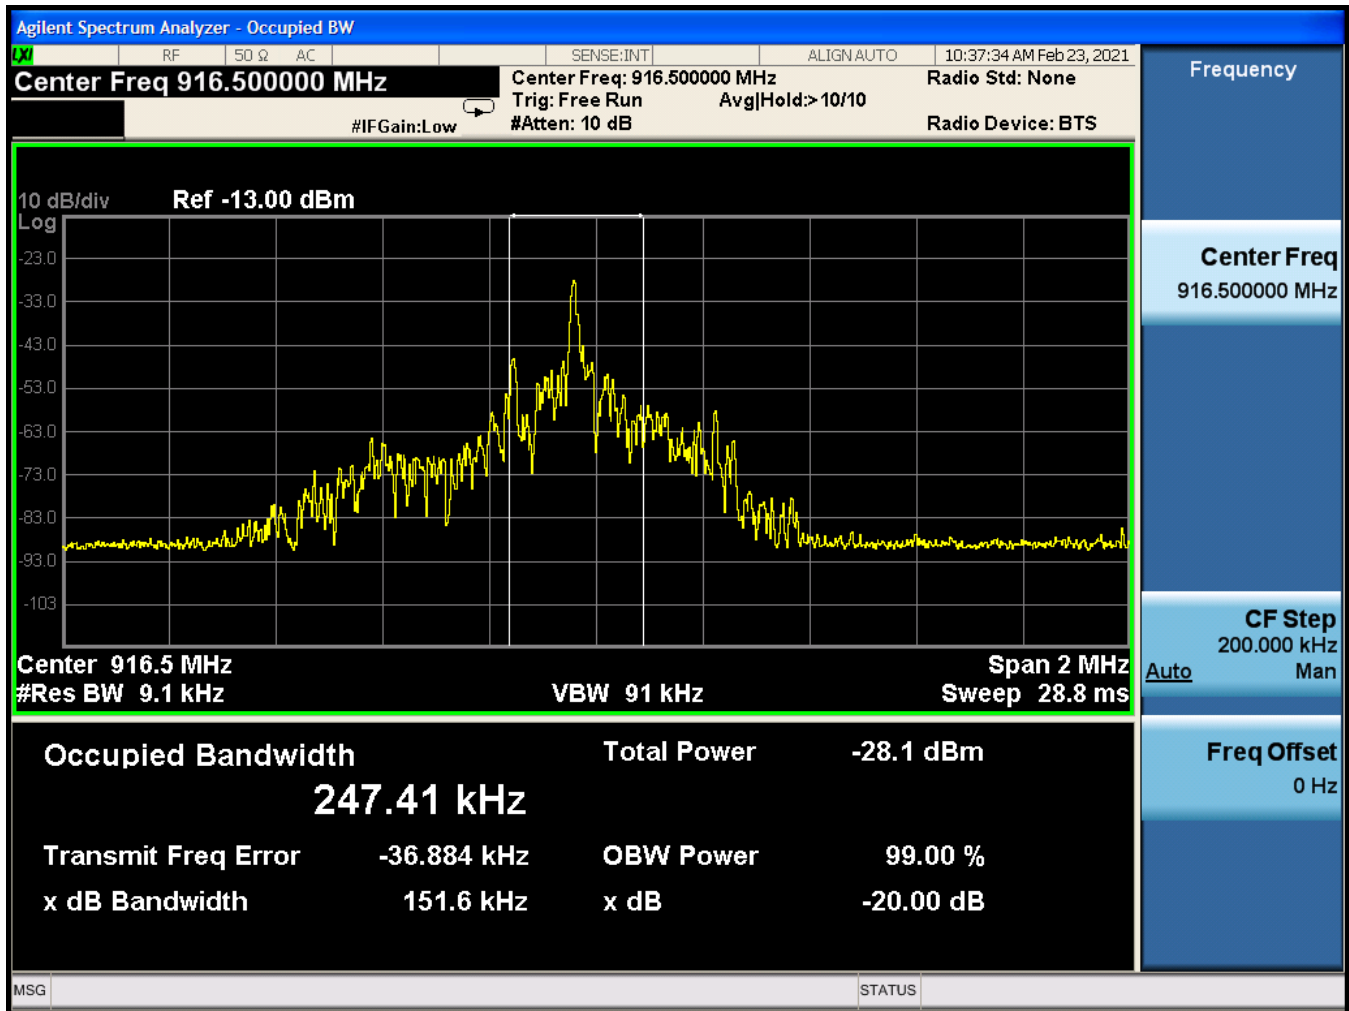 Agilent Spectrum Analyzer - Occupied BW
LXI RF 50 Ω AC SENSE:INT ALIGN AUTO 10:37:34 AM Feb 23, 2021
Center Freq 916.500000 MHz
Center Freq: 916.500000 MHz
Radio Std: None
Trig: Free Run Avg|Hold:> 10/10
#IFGain:Low
#Atten: 10 dB
Radio Device: BTS
Frequency
10 dB/div Ref -13.00 dBm
Log
-23.0
-33.0
-43.0
-53.0
-63.0
-73.0
-83.0
-93.0
-103
Center 916.5 MHz Span 2 MHz
#Res BW 9.1 kHz VBW 91 kHz Sweep 28.8 ms
Center Freq
916.500000 MHz
CF Step
200.000 kHz
Auto Man
Freq Offset
0 Hz
Occupied Bandwidth Total Power -28.1 dBm
247.41 kHz
Transmit Freq Error -36.884 kHz OBW Power 99.00 %
x dB Bandwidth 151.6 kHz x dB -20.00 dB
MSG STATUS